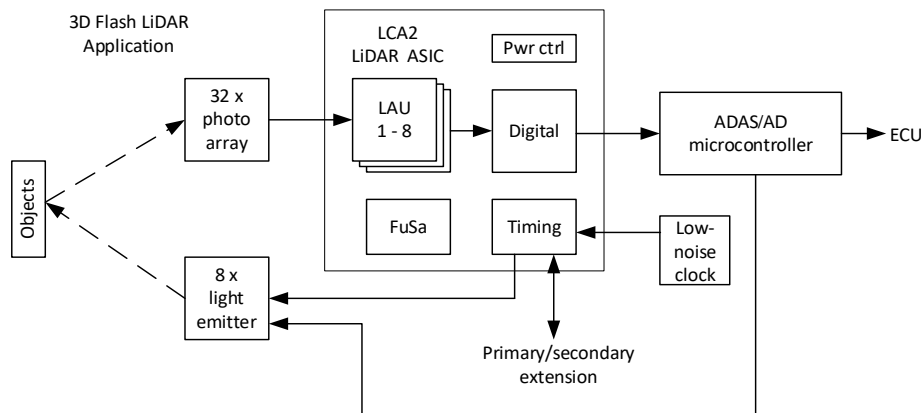 3D Flash LiDAR
Application
LCA2
LiDAR ASIC
Pwr ctrl
32 x
photo
array
LAU
1 - 8
Digital
ADAS/AD
microcontroller
ECU
Objects
FuSa
Timing
Low-
noise
clock
8 x
light
emitter
Primary/secondary
extension